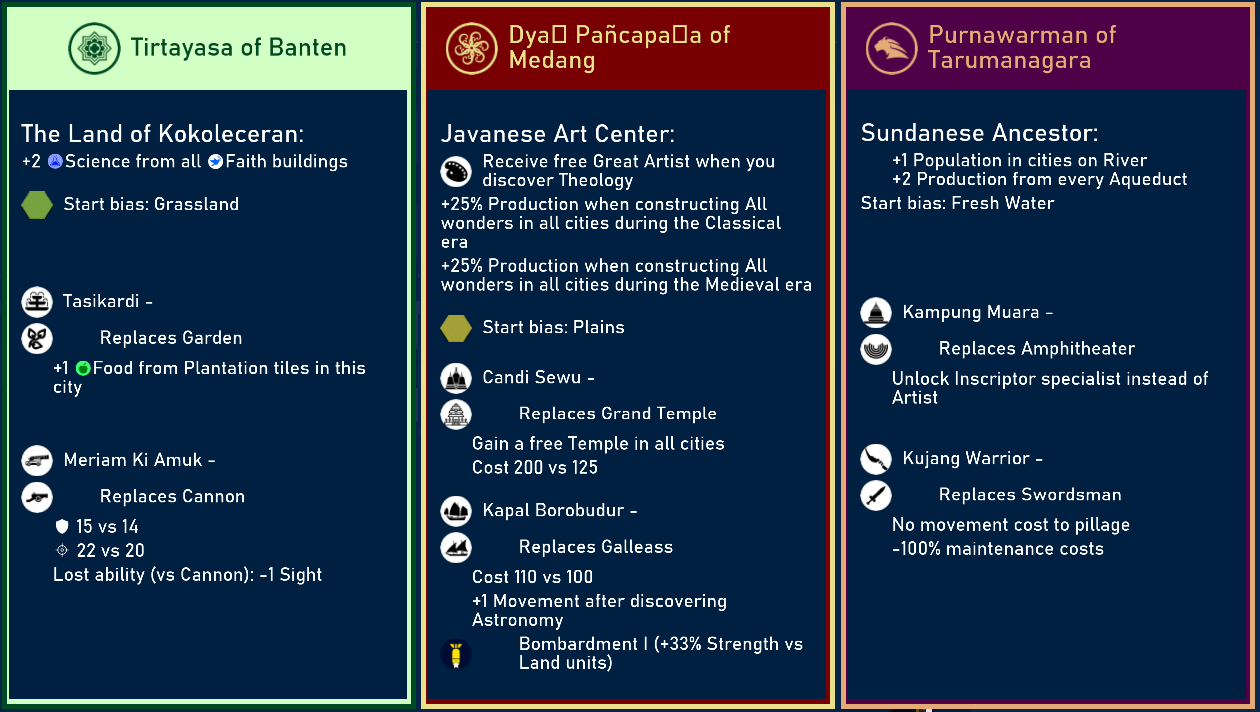 Tirtayasa of Banten
The Land of Kokoleceran:
+2 Science from all Faith buildings
Start bias: Grassland
Tasikardi -
Replaces Garden
+1 Food from Plantation tiles in this
city
Meriam Ki Amuk -
Replaces Cannon
15 vs 14
22 vs 20
Lost ability (vs Cannon): -1 Sight
Dya□ Pañcapa□a of
Medang
Javanese Art Center:
Receive free Great Artist when you
discover Theology
+25% Production when constructing All
wonders in all cities during the Classical
era
+25% Production when constructing All
wonders in all cities during the Medieval era
Start bias: Plains
Candi Sewu -
Replaces Grand Temple
Gain a free Temple in all cities
Cost 200 vs 125
Kapal Borobudur -
Replaces Galleass
Cost 110 vs 100
+1 Movement after discovering
Astronomy
Bombardment I (+33% Strength vs
Land units)
Purnawarman of
Tarumanagara
Sundanese Ancestor:
+1 Population in cities on River
+2 Production from every Aqueduct
Start bias: Fresh Water
Kampung Muara -
Replaces Amphitheater
Unlock Inscriptor specialist instead of
Artist
Kujang Warrior -
Replaces Swordsman
No movement cost to pillage
-100% maintenance costs